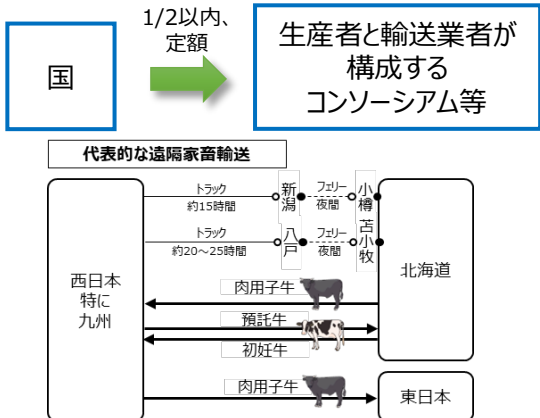 国
1/2以内、
定額
生産者と輸送業者が
構成する
コンソーシアム等
代表的な遠隔家畜輸送
西日本
特に
九州
トラック
約15時間
新潟
フェリー
夜間
小樽
トラック
約20～25時間
八戸
フェリー
夜間
苫小牧
北海道
肉用子牛
預託牛
初妊牛
肉用子牛
東日本